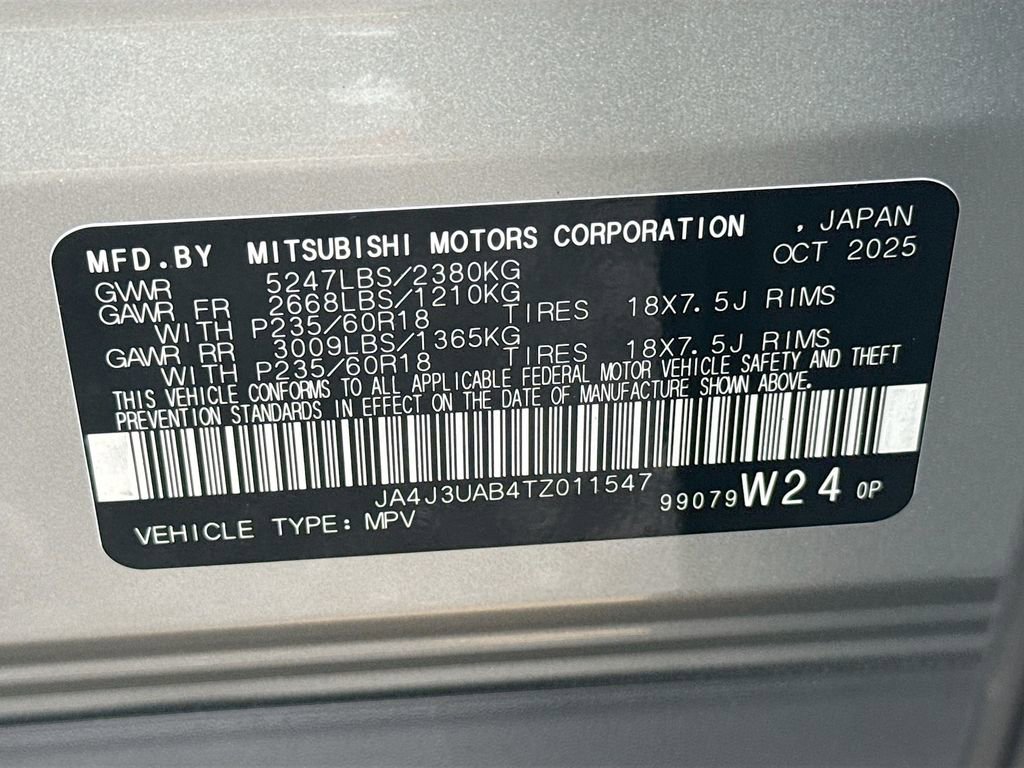 MFD.BY MITSUBISHI MOTORS CORPORATION , JAPAN
GVWR 5247LBS/2380KG OCT 2025
GAWR FR 2668LBS/1210KG
WITH P235/60R18 TIRES 18X7.5J RIMS
GAWR RR 3009LBS/1365KG
WITH P235/60R18 TIRES 18X7.5J RIMS
THIS VEHICLE CONFORMS TO ALL APPLICABLE FEDERAL MOTOR VEHICLE SAFETY AND THEFT
PREVENTION STANDARDS IN EFFECT ON THE DATE OF MANUFACTURE SHOWN ABOVE.
JA4J3UAB4TZ011547
VEHICLE TYPE: MPV 99079 W24 0P